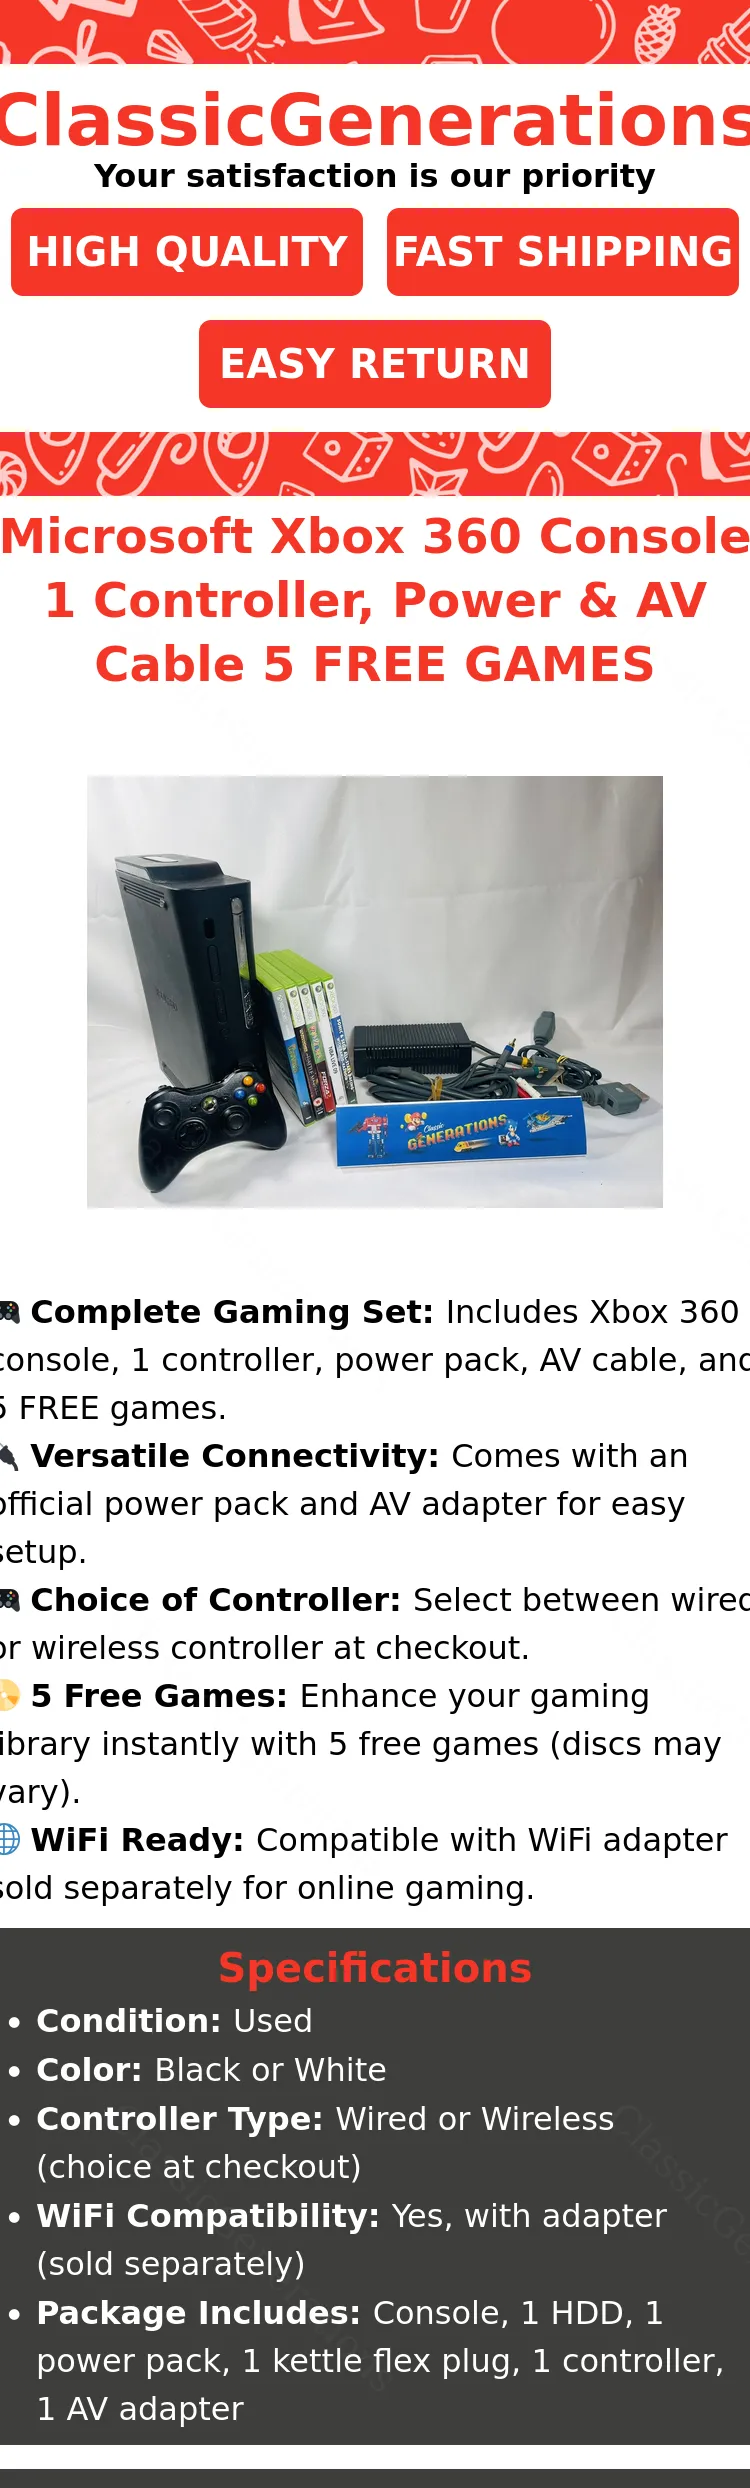 ClassicGenerations
Your satisfaction is our priority
HIGH QUALITY
FAST SHIPPING
EASY RETURN
Microsoft Xbox 360 Console
1 Controller, Power & AV
Cable 5 FREE GAMES
Classic
GENERATIONS
Complete Gaming Set: Includes Xbox 360
console, 1 controller, power pack, AV cable, and
5 FREE games.
Versatile Connectivity: Comes with an
official power pack and AV adapter for easy
setup.
Choice of Controller: Select between wired
or wireless controller at checkout.
5 Free Games: Enhance your gaming
library instantly with 5 free games (discs may
vary).
WiFi Ready: Compatible with WiFi adapter
sold separately for online gaming.
Specifications
• Condition: Used
• Color: Black or White
• Controller Type: Wired or Wireless
(choice at checkout)
• WiFi Compatibility: Yes, with adapter
(sold separately)
• Package Includes: Console, 1 HDD, 1
power pack, 1 kettle flex plug, 1 controller,
1 AV adapter